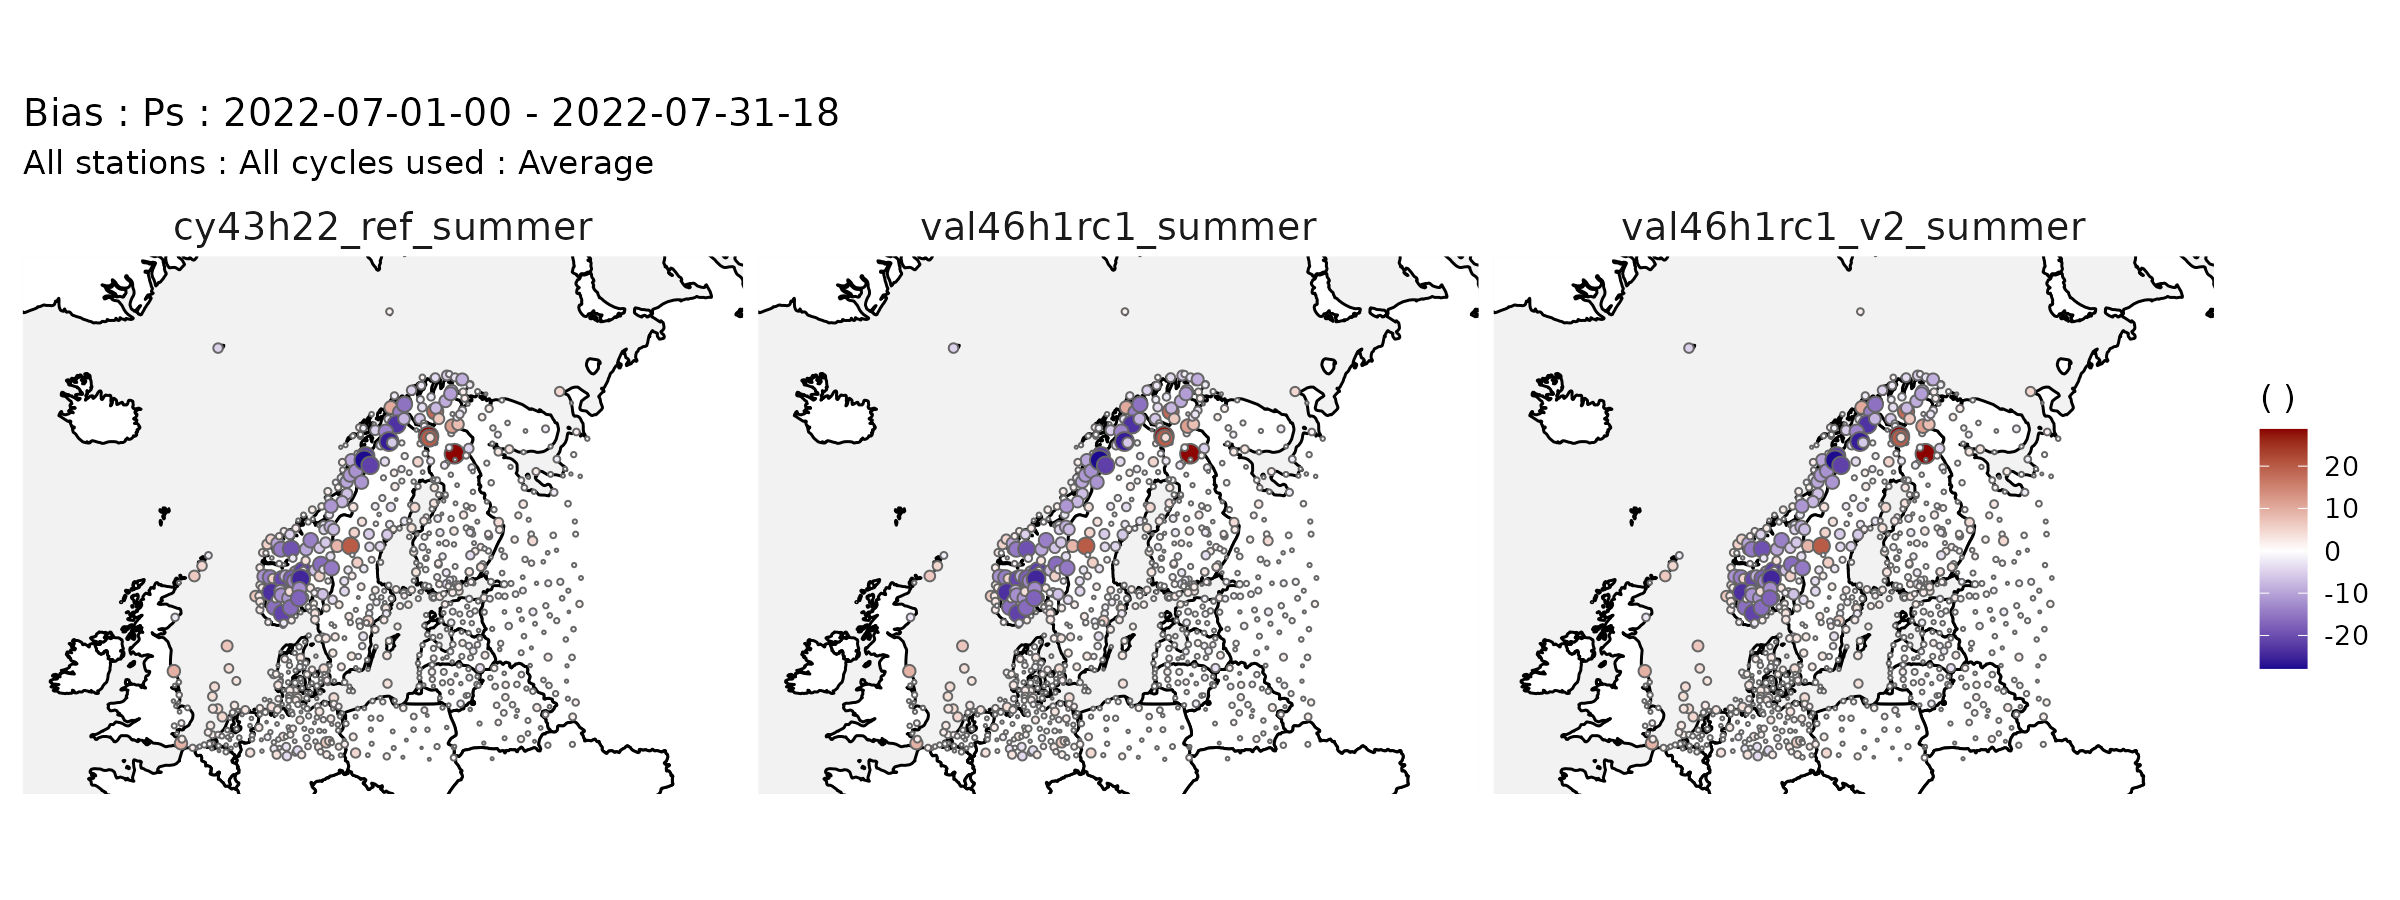 Bias : Ps : 2022-07-01-00 - 2022-07-31-18
All stations : All cycles used : Average
cy43h22_ref_summer
val46h1rc1_summer
val46h1rc1_v2_summer
( )
20
10
0
-10
-20